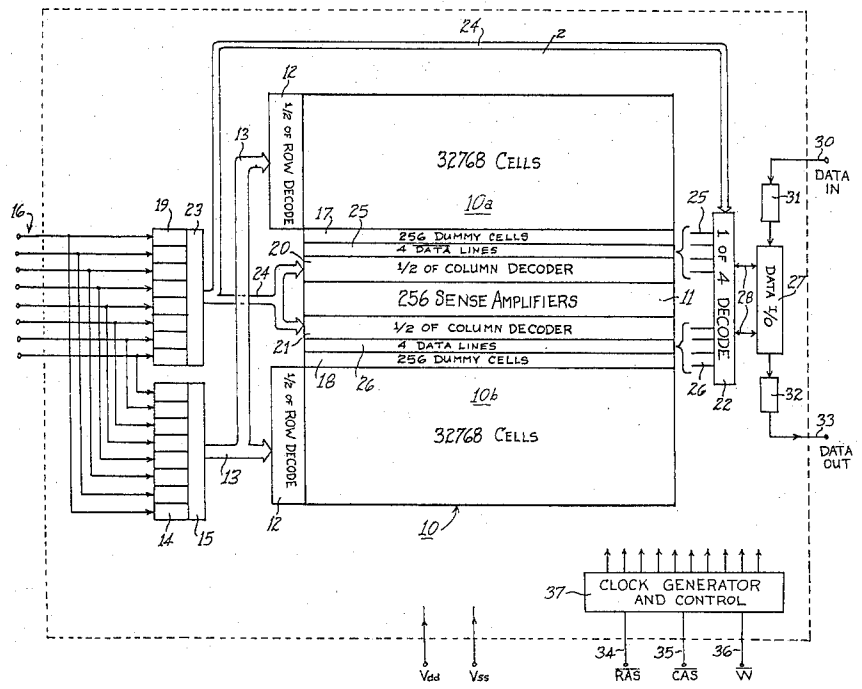 24
2
12
1/2 OF ROW DECODE
13
32768 CELLS
10a
30
DATA IN
31
16
19
23
17
25
256 DUMMY CELLS
4 D̅A̅T̅A̅ LINES
20
24
1/2 OF COLUMN DECODER
256 SENSE AMPLIFIERS
11
1/2 OF COLUMN DECODER
21
4 DATA LINES
26
256 DUMMY CELLS
18
25
1 OF 4 DECODE
28
DATA I/O
27
26
22
32
33
DATA OUT
10b
32768 CELLS
1/2 OF ROW DECODE
13
14
15
12
10
CLOCK GENERATOR AND CONTROL
37
34
35
36
Vdd
Vss
R̅A̅S̅
C̅A̅S̅
W̅